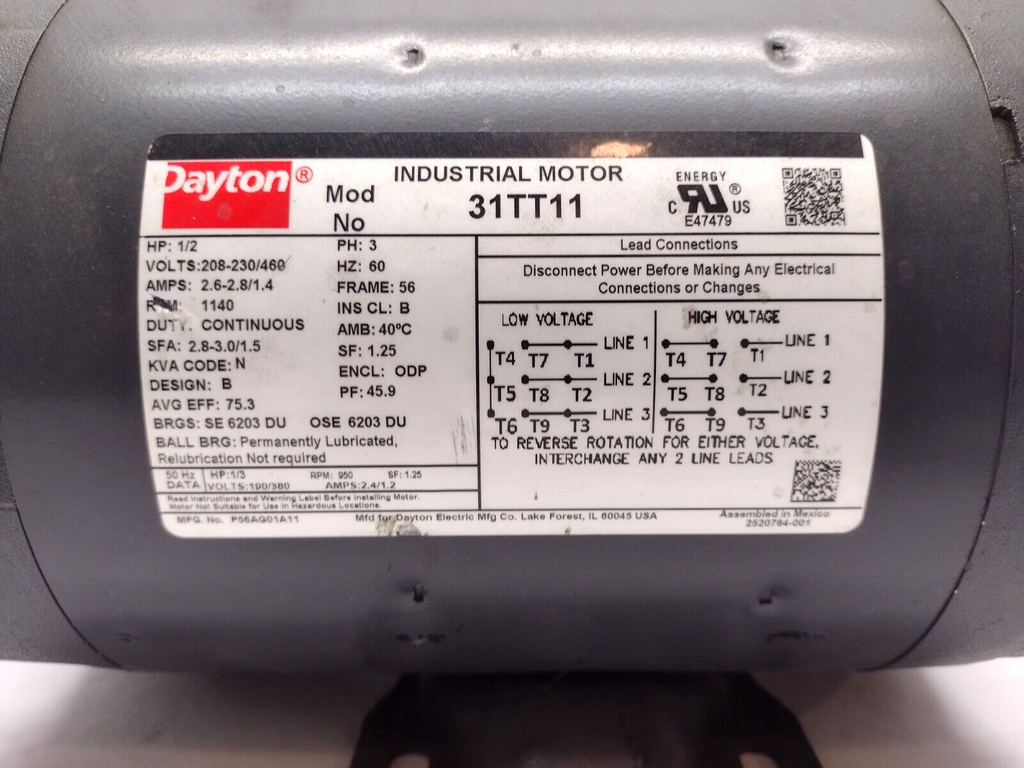 Dayton®
Mod No
INDUSTRIAL MOTOR
31TT11
ENERGY
C RU® US
E47479
HP: 1/2
VOLTS:208-230/460
AMPS: 2.6-2.8/1.4
RPM: 1140
DUTY. CONTINUOUS
SFA: 2.8-3.0/1.5
KVA CODE: N
DESIGN: B
AVG EFF: 75.3
PH: 3
HZ: 60
FRAME: 56
INS CL: B
AMB: 40ºC
SF: 1.25
ENCL: ODP
PF: 45.9
BRGS: SE 6203 DU OSE 6203 DU
BALL BRG: Permanently Lubricated,
Relubrication Not required
50 Hz DATA
HP:1/3 RPM: 950 SF: 1.25
VOLTS:190/380 AMPS:2.4/1.2
Read Instructions and Warning Label Before Installing Motor.
Motor Not Suitable for Use in Hazardous Locations.
Lead Connections
Disconnect Power Before Making Any Electrical
Connections or Changes
LOW VOLTAGE
LINE 1
T4 T7 T1
LINE 2
T5 T8 T2
LINE 3
T6 T9 T3
HIGH VOLTAGE
LINE 1
T4 T7 T1
LINE 2
T5 T8 T2
LINE 3
T6 T9 T3
TO REVERSE ROTATION FOR EITHER VOLTAGE,
INTERCHANGE ANY 2 LINE LEADS
MFG. No. P56AG01A11
Mfd for Dayton Electric Mfg Co. Lake Forest, IL 60045 USA
Assembled in Mexico
2520764-001